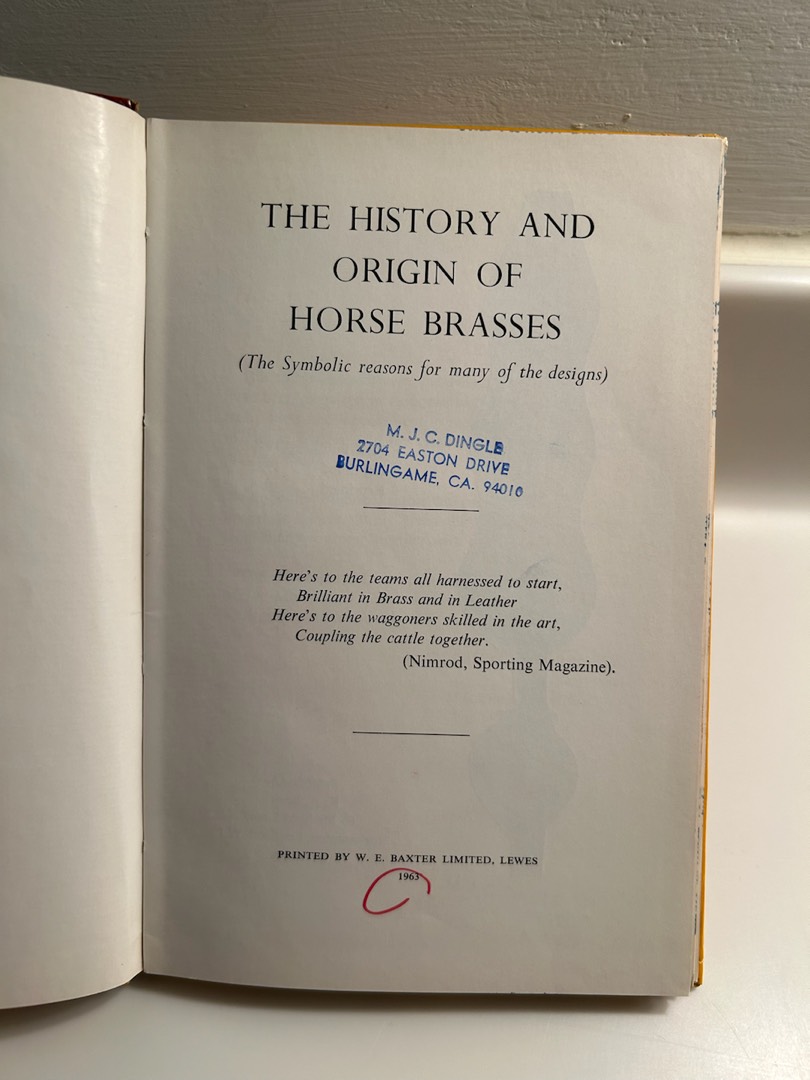 THE HISTORY AND
ORIGIN OF
HORSE BRASSES
(The Symbolic reasons for many of the designs)
M. J. C. DINGLE
2704 EASTON DRIVE
BURLINGAME, CA. 94010
Here's to the teams all harnessed to start,
Brilliant in Brass and in Leather
Here's to the waggoners skilled in the art,
Coupling the cattle together.
(Nimrod, Sporting Magazine).
PRINTED BY W. E. BAXTER LIMITED, LEWES
1963